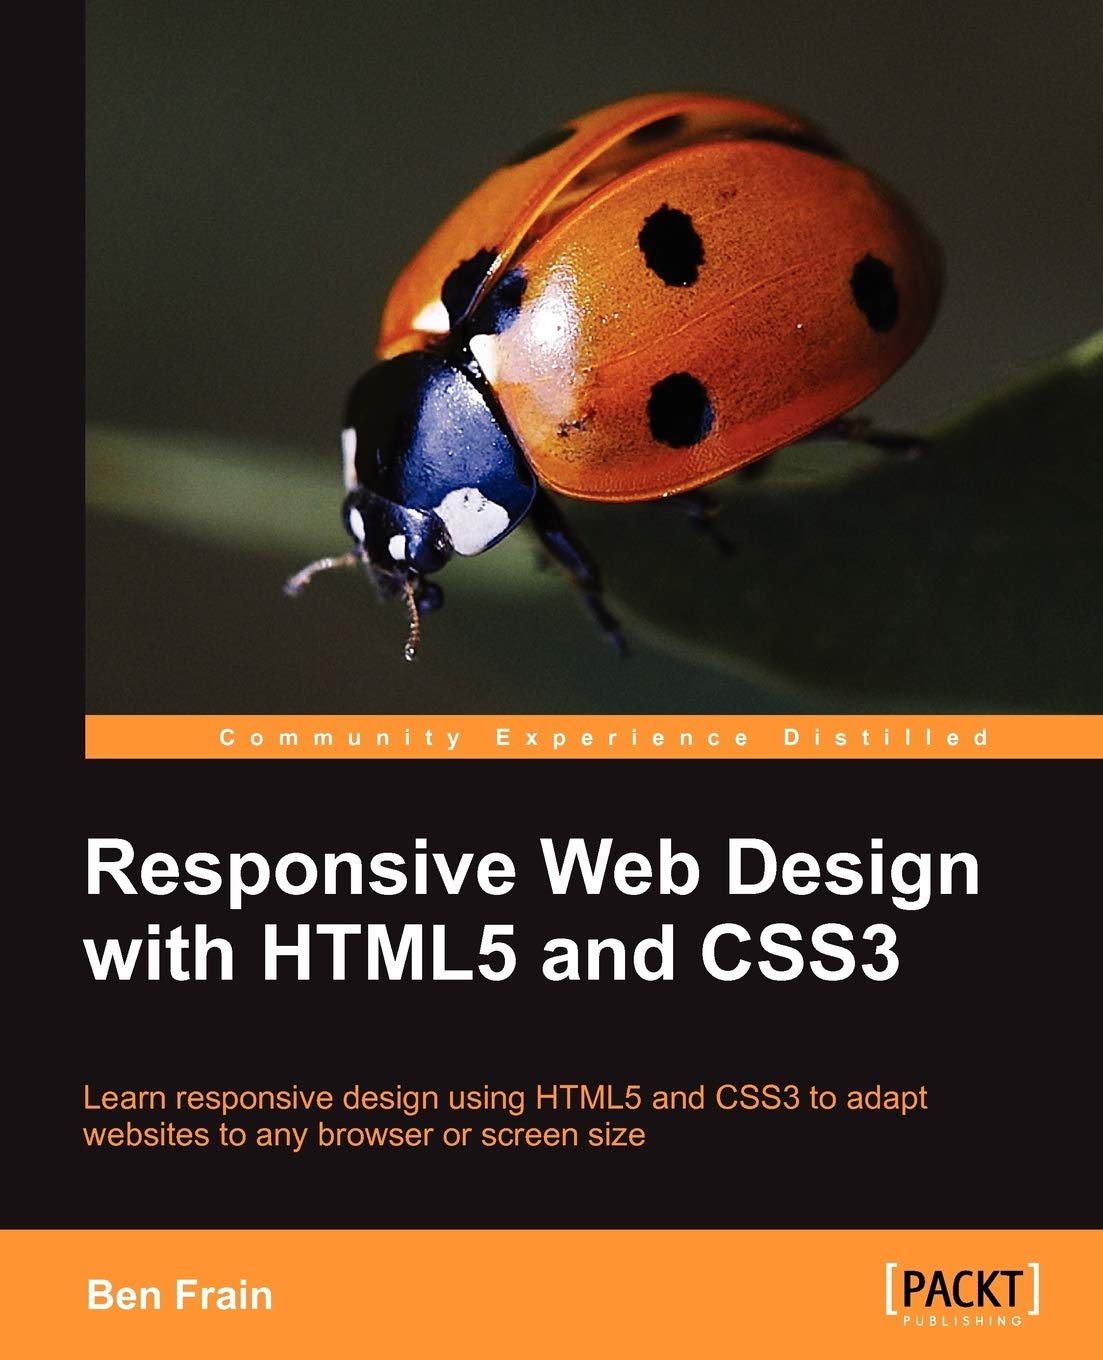 Community Experience Distilled
Responsive Web Design
with HTML5 and CSS3
Learn responsive design using HTML5 and CSS3 to adapt
websites to any browser or screen size
Ben Frain
[PACKT]
PUBLISHING